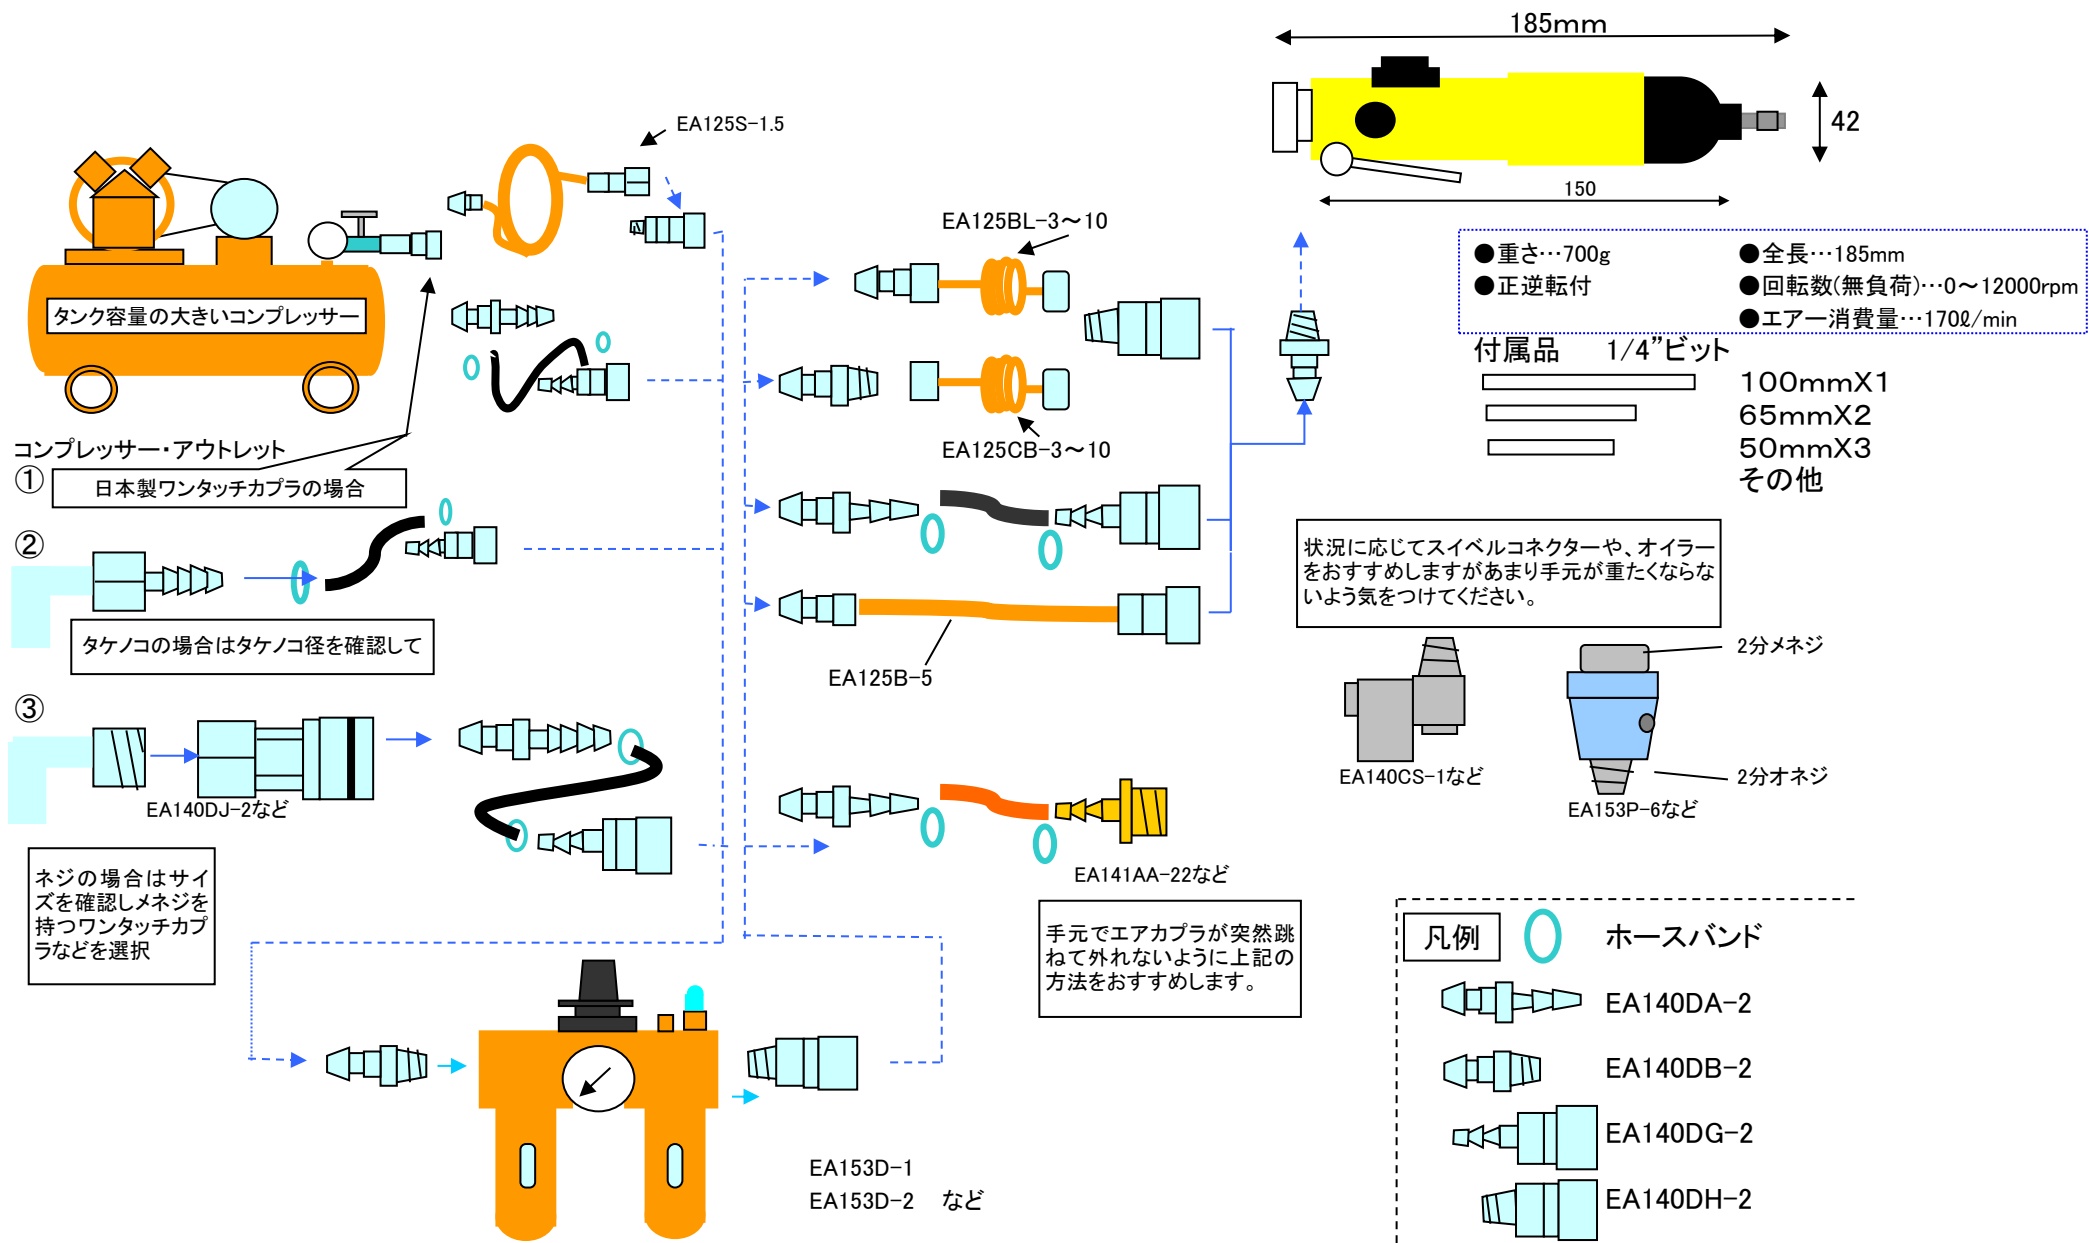 185mm
42
150
EA125S-1.5
タンク容量の大きいコンプレッサー
コンプレッサー・アウトレット
①
日本製ワンタッチカプラの場合
②
タケノコの場合はタケノコ径を確認して
③
EA140DJ-2など
ネジの場合はサイ
ズを確認しメネジを
持つワンタッチカプ
ラなどを選択
EA125BL-3～10
EA125CB-3～10
EA125B-5
EA141AA-22など
手元でエアカプラが突然跳
ねて外れないように上記の
方法をおすすめします。
EA153D-1
EA153D-2　など
●重さ…700g　●全長…185mm
●正逆転付　●回転数(無負荷)…0～12000rpm
●エアー消費量…170ℓ/min
付属品　1/4”ビット
100mmX1
65mmX2
50mmX3
その他
状況に応じてスイベルコネクターや、オイラー
をおすすめしますがあまり手元が重たくならな
いよう気をつけてください。
2分メネジ
EA140CS-1など
2分オネジ
EA153P-6など
凡例　ホースバンド
EA140DA-2
EA140DB-2
EA140DG-2
EA140DH-2